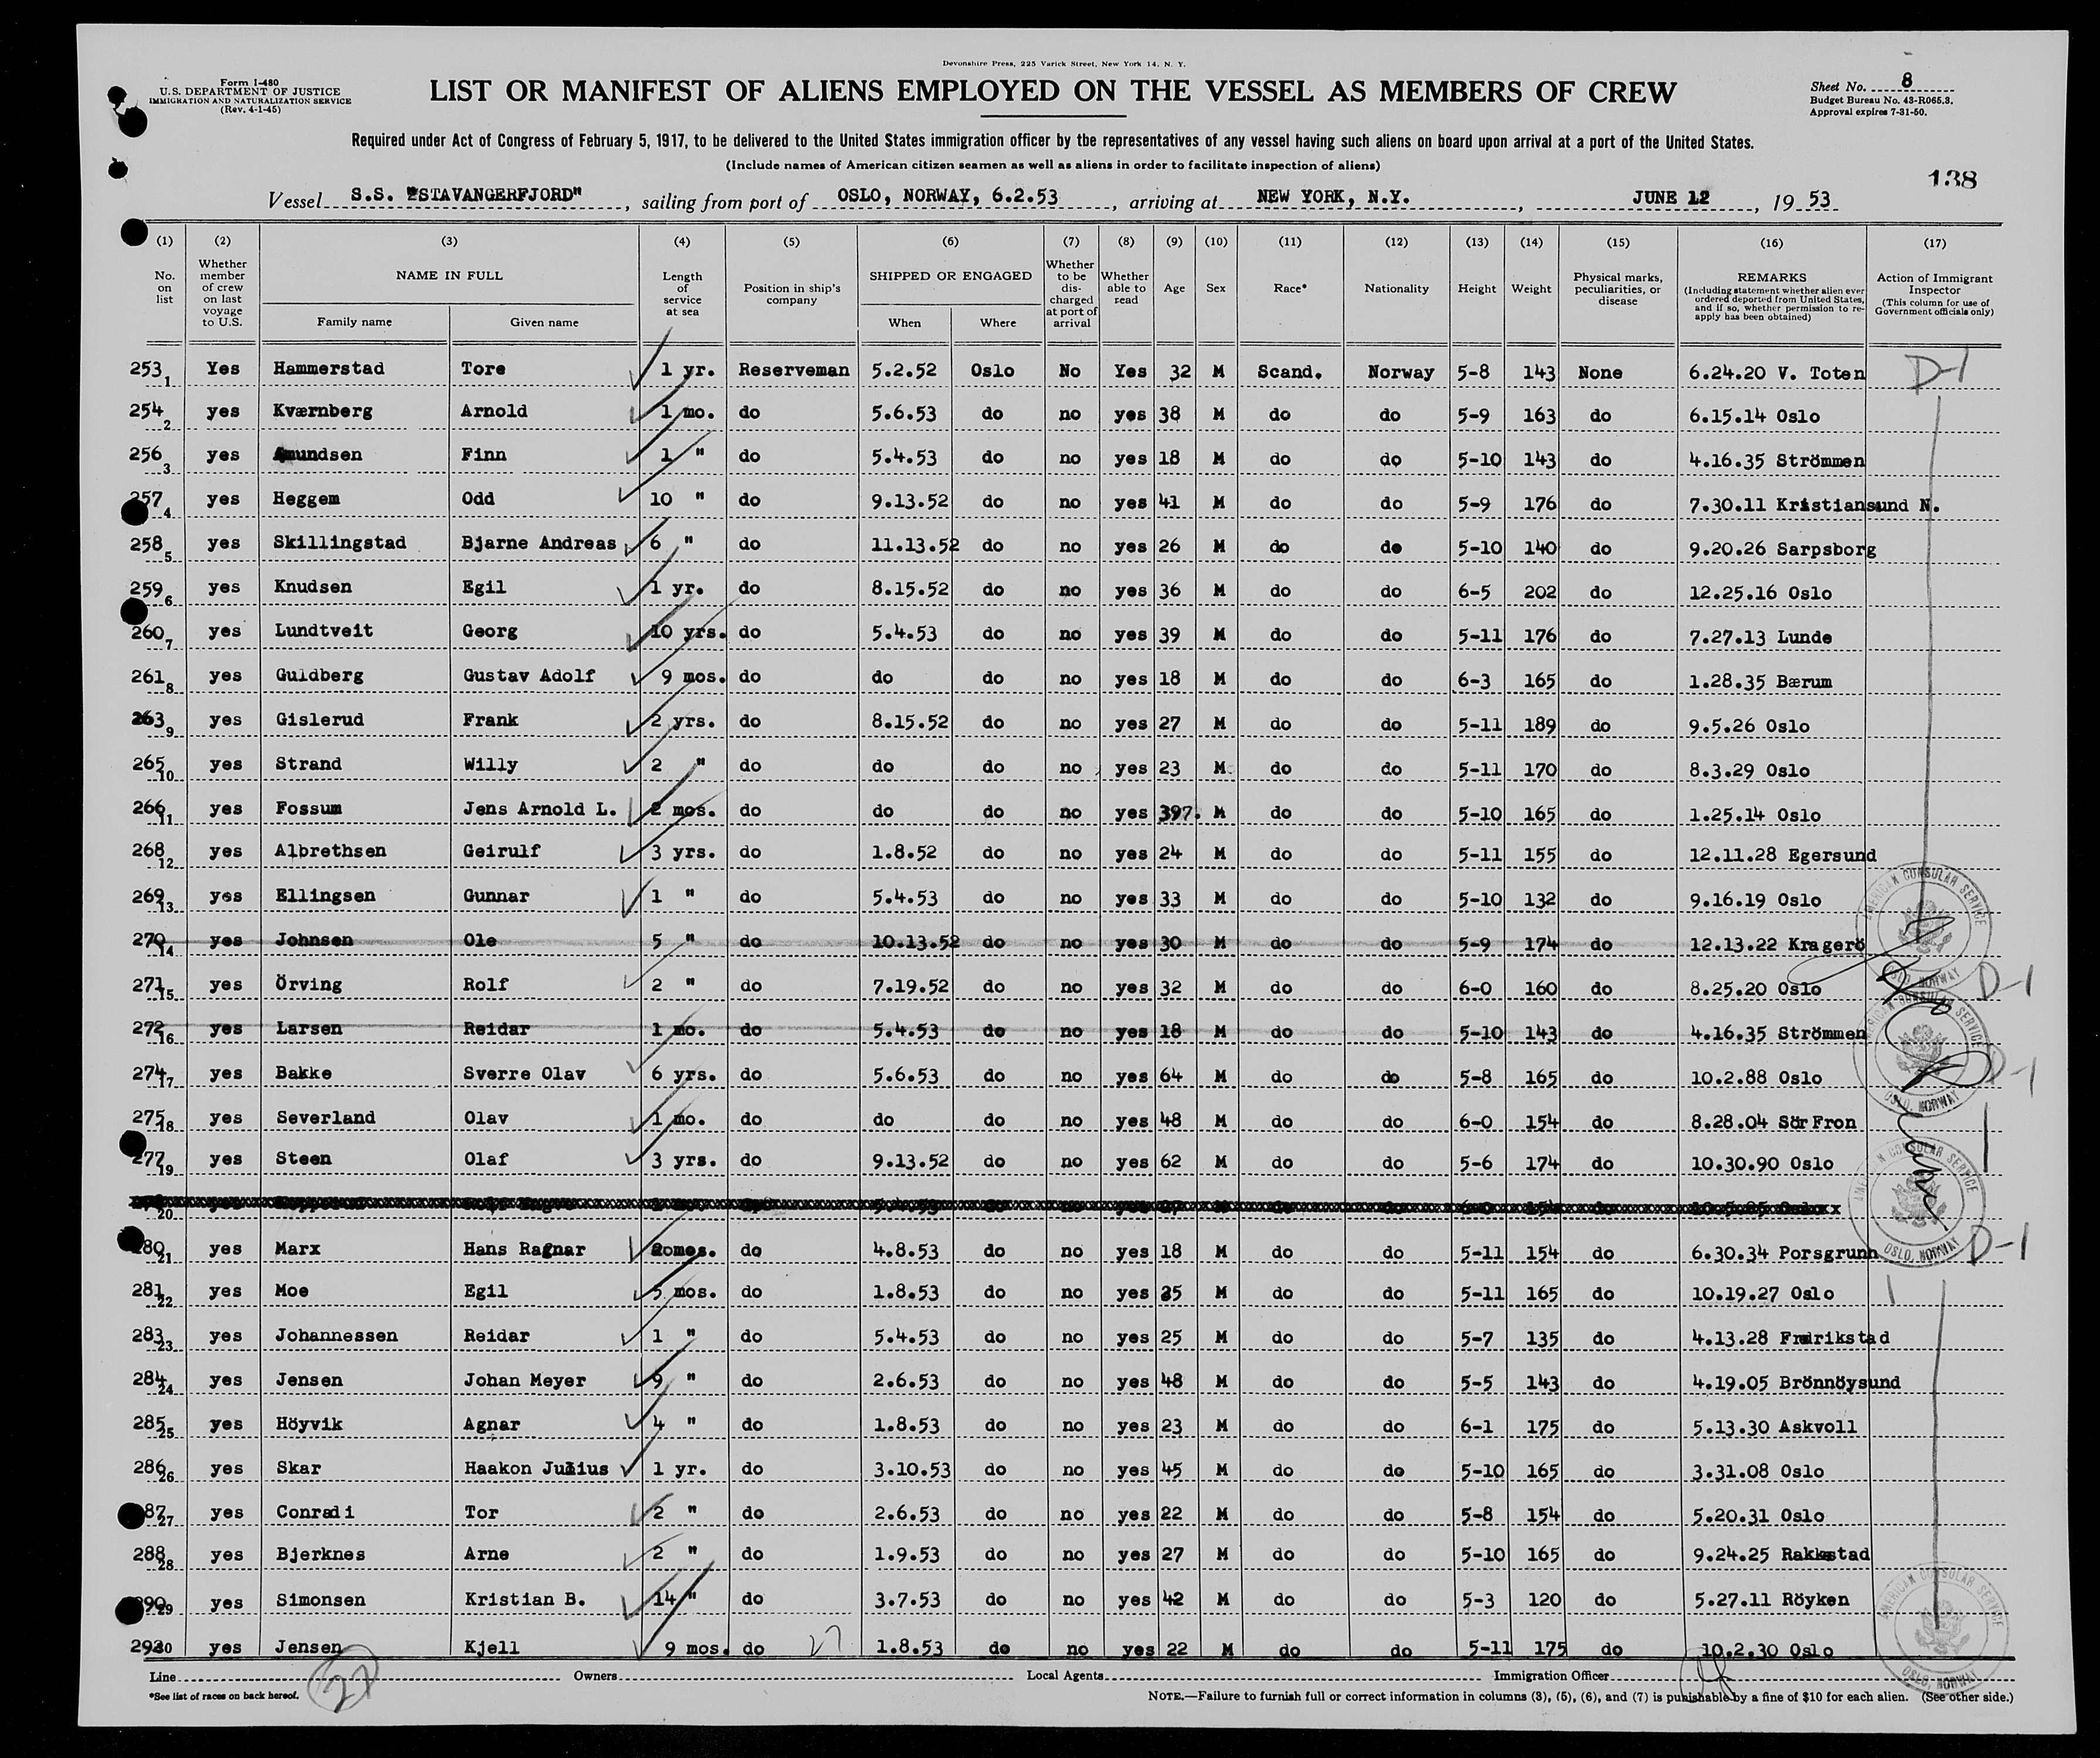 Devonshire Press, 225 Varick Street, New York 14, N. Y.
Form I-480
U.S. DEPARTMENT OF JUSTICE
IMMIGRATION AND NATURALIZATION SERVICE
(Rev. 4-1-45)
LIST OR MANIFEST OF ALIENS EMPLOYED ON THE VESSEL AS MEMBERS OF CREW
Sheet No. 8
Budget Bureau No. 43-R065.3.
Approval expires 7-31-50.
Required under Act of Congress of February 5, 1917, to be delivered to the United States immigration officer by the representatives of any vessel having such aliens on board upon arrival at a port of the United States.
(Include names of American citizen seamen as well as aliens in order to facilitate inspection of aliens)
138
Vessel S.S. "STAVANGERFJORD", sailing from port of OSLO, NORWAY, 6.2.53, arriving at NEW YORK, N.Y., JUNE 12, 19 53
(1) (2) (3) (4) (5) (6) (7) (8) (9) (10) (11) (12) (13) (14) (15) (16) (17)
No. on list
Whether member of crew on last voyage to U.S.
NAME IN FULL
Family name Given name
Length of service at sea
Position in ship's company
SHIPPED OR ENGAGED
When Where
Whether to be discharged at port of arrival
Whether able to read
Age
Sex
Race*
Nationality
Height
Weight
Physical marks, peculiarities, or disease
REMARKS
(Including statement whether alien ever ordered deported from United States, and if so, whether permission to re-apply has been obtained)
Action of Immigrant Inspector
(This column for use of Government officials only)
253 1 Yes Hammerstad Tore 1 yr. Reserveman 5.2.52 Oslo No Yes 32 M Scand. Norway 5-8 143 None 6.24.20 V. Toten D-1
254 2 yes Kværnberg Arnold 1 mo. do 5.6.53 do no yes 38 M do do 5-9 163 do 6.15.14 Oslo
256 3 yes Amundsen Finn 1 " do 5.4.53 do no yes 18 M do do 5-10 143 do 4.16.35 Strömmen
257 4 yes Heggem Odd 10 " do 9.13.52 do no yes 41 M do do 5-9 176 do 7.30.11 Kristiansund N.
258 5 yes Skillingstad Bjarne Andreas 6 " do 11.13.52 do no yes 26 M do do 5-10 140 do 9.20.26 Sarpsborg
259 6 yes Knudsen Egil 1 yr. do 8.15.52 do no yes 36 M do do 6-5 202 do 12.25.16 Oslo
260 7 yes Lundtveit Georg 10 yrs. do 5.4.53 do no yes 39 M do do 5-11 176 do 7.27.13 Lunde
261 8 yes Guldberg Gustav Adolf 9 mos. do do do no yes 18 M do do 6-3 165 do 1.28.35 Bærum
263 9 yes Gislerud Frank 2 yrs. do 8.15.52 do no yes 27 M do do 5-11 189 do 9.5.26 Oslo
265 10 yes Strand Willy 2 " do do do no yes 23 M do do 5-11 170 do 8.3.29 Oslo
266 11 yes Fossum Jens Arnold L. 2 mos. do do do no yes 39 M do do 5-10 165 do 1.25.14 Oslo
268 12 yes Albrethsen Geirulf 3 yrs. do 1.8.52 do no yes 24 M do do 5-11 155 do 12.11.28 Egersund
269 13 yes Ellingsen Gunnar 1 " do 5.4.53 do no yes 33 M do do 5-10 132 do 9.16.19 Oslo
270 14 yes Johnsen Ole 5 " do 10.13.52 do no yes 30 M do do 5-9 174 do 12.13.22 Kragerö
271 15 yes Örving Rolf 2 " do 7.19.52 do no yes 32 M do do 6-0 160 do 8.25.20 Oslo D-1
272 16 yes Larsen Reidar 1 mo. do 5.4.53 do no yes 18 M do do 5-10 143 do 4.16.35 Strömmen
274 17 yes Bakke Sverre Olav 6 yrs. do 5.6.53 do no yes 64 M do do 5-8 165 do 10.2.88 Oslo D-1
275 18 yes Severland Olav 1 mo. do do do no yes 48 M do do 6-0 154 do 8.28.04 Sör Fron
277 19 yes Steen Olaf 3 yrs. do 9.13.52 do no yes 62 M do do 5-6 174 do 10.30.90 Oslo
20
280 21 yes Marx Hans Ragnar mos. do 4.8.53 do no yes 18 M do do 5-11 154 do 6.30.34 Porsgrunn D-1
281 22 yes Moe Egil 5 mos. do 1.8.53 do no yes 25 M do do 5-11 165 do 10.19.27 Oslo
283 23 yes Johannessen Reidar 1 " do 5.4.53 do no yes 25 M do do 5-7 135 do 4.13.28 Fredrikstad
284 24 yes Jensen Johan Meyer 9 " do 2.6.53 do no yes 48 M do do 5-5 143 do 4.19.05 Brönnöysund
285 25 yes Höyvik Agnar 4 " do 1.8.53 do no yes 23 M do do 6-1 175 do 5.13.30 Askvoll
286 26 yes Skar Haakon Julius 1 yr. do 3.10.53 do no yes 45 M do do 5-10 165 do 3.31.08 Oslo
87 27 yes Conradi Tor 2 " do 2.6.53 do no yes 22 M do do 5-8 154 do 5.20.31 Oslo
288 28 yes Bjerknes Arne 2 " do 1.9.53 do no yes 27 M do do 5-10 165 do 9.24.25 Rakkestad
290 29 yes Simonsen Kristian B. 14 " do 3.7.53 do no yes 42 M do do 5-3 120 do 5.27.11 Röyken
292 30 yes Jensen Kjell 9 mos. do 27 1.8.53 do no yes 22 M do do 5-11 175 do 10.2.30 Oslo
AMERICAN CONSULAR SERVICE OSLO, NORWAY
AMERICAN CONSULAR SERVICE OSLO, NORWAY
AMERICAN CONSULAR SERVICE OSLO, NORWAY
AMERICAN CONSULAR SERVICE OSLO, NORWAY
Line Owners Local Agents Immigration Officer
27
*See list of races on back hereof.
NOTE.—Failure to furnish full or correct information in columns (3), (5), (6), and (7) is punishable by a fine of $10 for each alien. (See other side.)